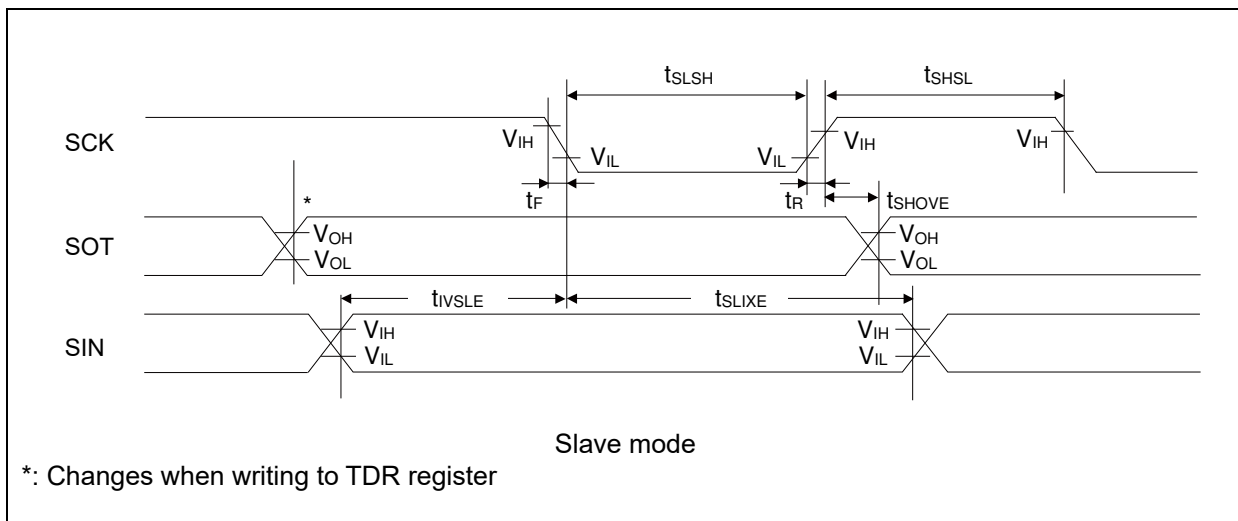 tSLSH tSHSL
SCK VIH VIL VIL VIH VIH
tF tR tSHOVE
*
SOT VOH VOH
VOL VOL
tIVSLE tSLIXE
SIN VIH VIH
VIL VIL
Slave mode
*: Changes when writing to TDR register